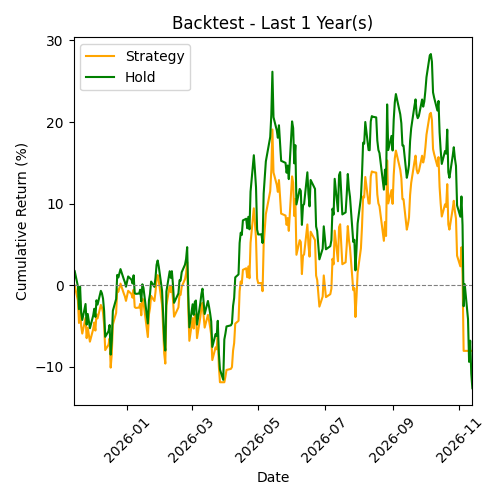 Backtest - Last 1 Year(s)
Strategy
Hold
Cumulative Return (%)
30
20
10
0
−10
2026-01
2026-03
2026-05
2026-07
2026-09
2026-11
Date